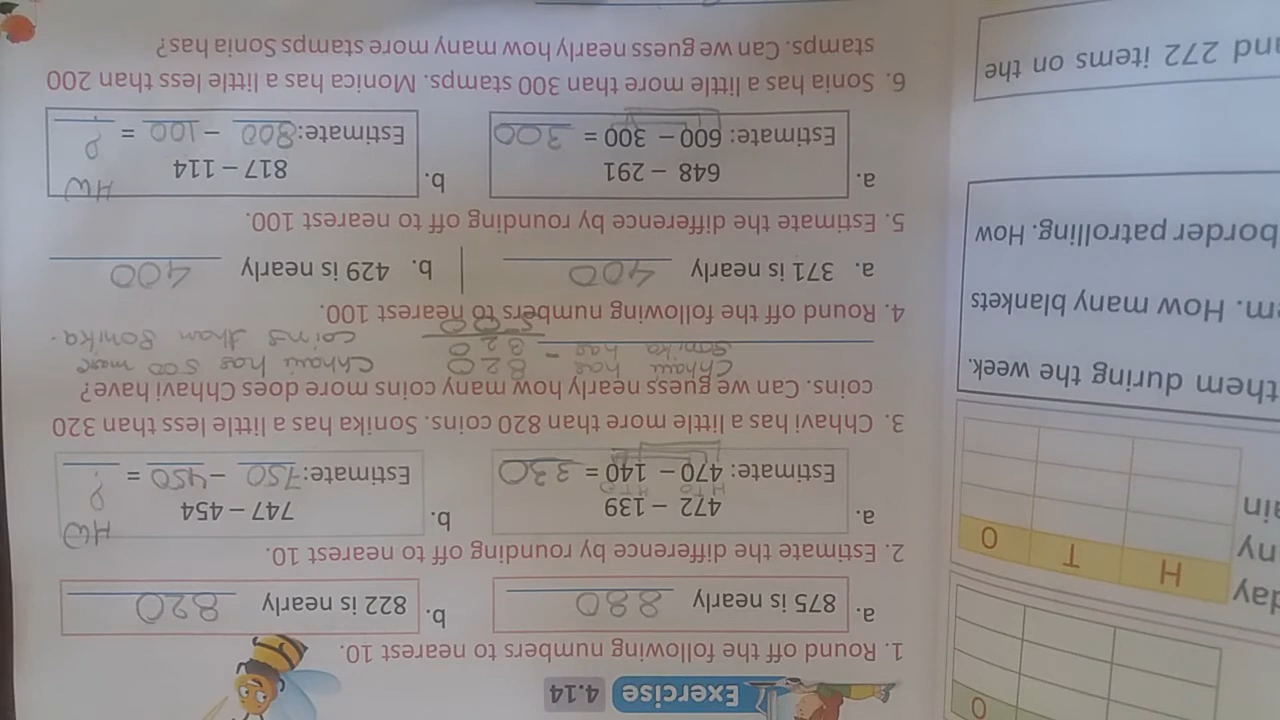 Exercise 4.14
1. Round off the following numbers to nearest 10.
a. 875 is nearly 880
b. 822 is nearly 820
2. Estimate the difference by rounding off to nearest 10.
a. 472 – 139
HTO HTO
Estimate: 470 – 140 = 330
b. 747 – 454
HW
Estimate: 750 – 450 = ?
3. Chhavi has a little more than 820 coins. Sonika has a little less than 320
coins. Can we guess nearly how many coins more does Chhavi have?
Chhavi has 820
Sonika has – 320
500
Chhavi has 500 more
coins than Sonika.
4. Round off the following numbers to nearest 100.
a. 371 is nearly 400
b. 429 is nearly 400
5. Estimate the difference by rounding off to nearest 100.
a. 648 – 291
Estimate: 600 – 300 = 300
b. 817 – 114
HW
Estimate: 800 – 100 = ?
6. Sonia has a little more than 300 stamps. Monica has a little less than 200
stamps. Can we guess nearly how many more stamps Sonia has?
O
day
ny
ain
H T O
them during the week.
m. How many blankets
border patrolling. How
and 272 items on the